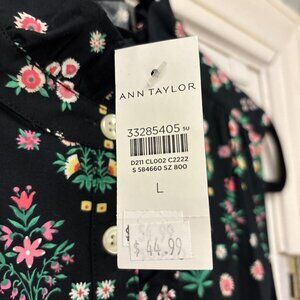 ANN TAYLOR
33285405 SU
D211 CL002 C2222
S 584660 SZ 800
L
$ 44.99